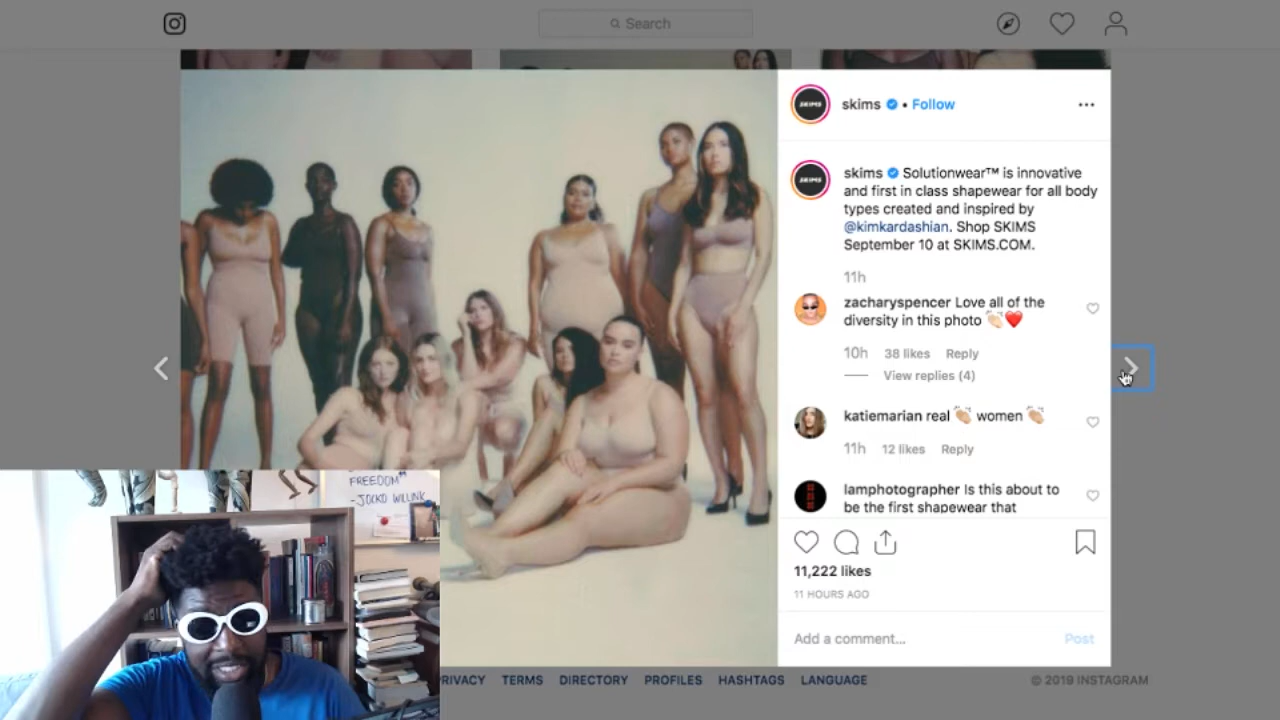 Search
SKIMS
skims • Follow
SKIMS
skims Solutionwear™ is innovative
and first in class shapewear for all body
types created and inspired by
@kimkardashian. Shop SKIMS
September 10 at SKIMS.COM.
11h
zacharyspencer Love all of the
diversity in this photo 👏🏻❤️
10h 38 likes Reply
View replies (4)
katiemarian real 👏🏼 women 👏🏼
11h 12 likes Reply
lamphotographer Is this about to
be the first shapewear that
11,222 likes
11 HOURS AGO
Add a comment... Post
FREEDOM"
-JOCKO WILLINK
RIVACY TERMS DIRECTORY PROFILES HASHTAGS LANGUAGE © 2019 INSTAGRAM